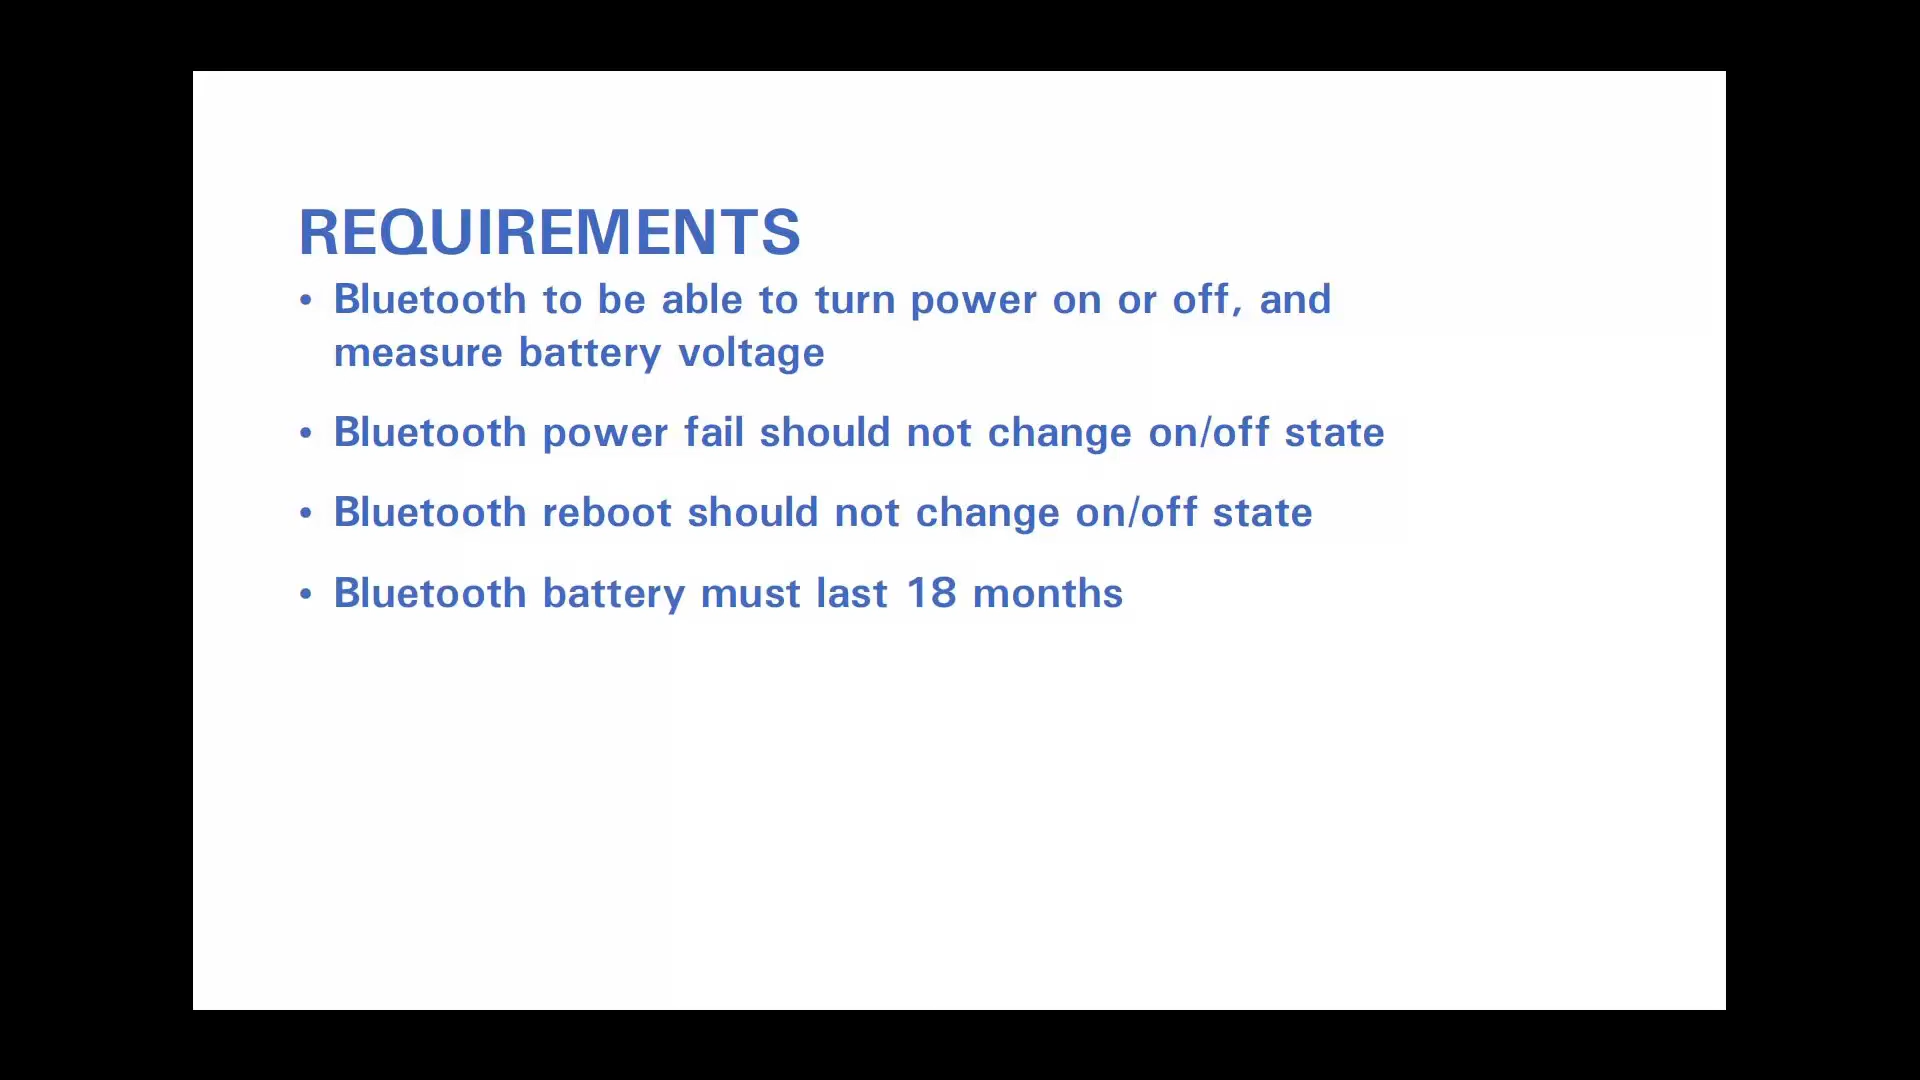 REQUIREMENTS
• Bluetooth to be able to turn power on or off, and
measure battery voltage
• Bluetooth power fail should not change on/off state
• Bluetooth reboot should not change on/off state
• Bluetooth battery must last 18 months